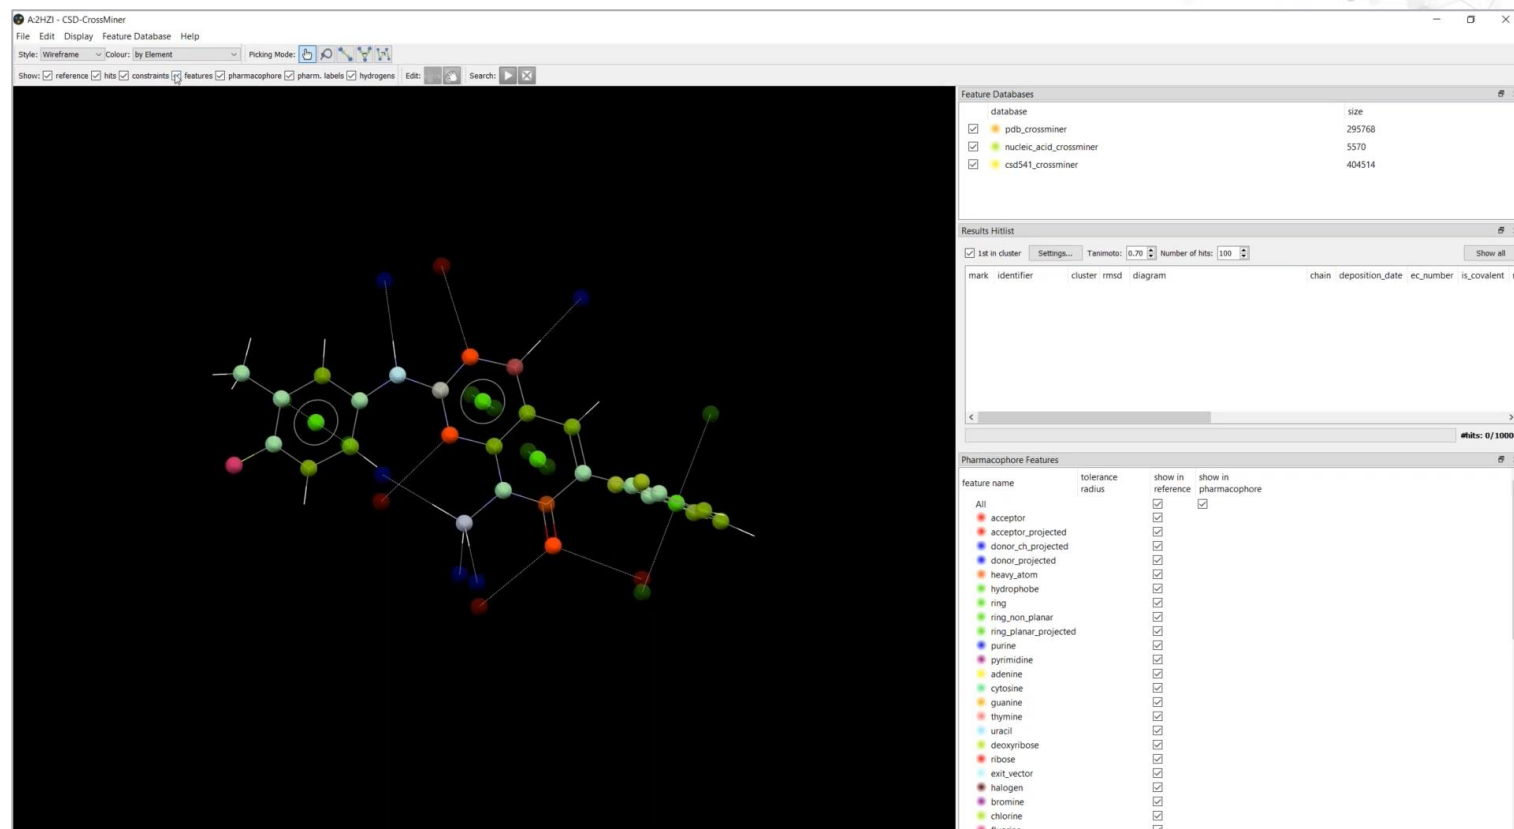 A:2HZI - CSD-CrossMiner
File Edit Display Feature Database Help
Style: Wireframe Colour: by Element Picking Mode:
Show: reference hits constraints features pharmacophore pharm. labels hydrogens Edit: Search:
Feature Databases
database size
pdb_crossminer 295768
nucleic_acid_crossminer 5570
csd541_crossminer 404514
Results Hitlist
1st in cluster Settings... Tanimoto: 0.70 Number of hits: 100 Show all
mark identifier cluster rmsd diagram chain deposition_date ec_number is_covalent
#hits: 0/1000
Pharmacophore Features
feature name tolerance radius show in reference show in pharmacophore
All
acceptor
acceptor_projected
donor_ch_projected
donor_projected
heavy_atom
hydrophobe
ring
ring_non_planar
ring_planar_projected
purine
pyrimidine
adenine
cytosine
guanine
thymine
uracil
deoxyribose
ribose
exit_vector
halogen
bromine
chlorine